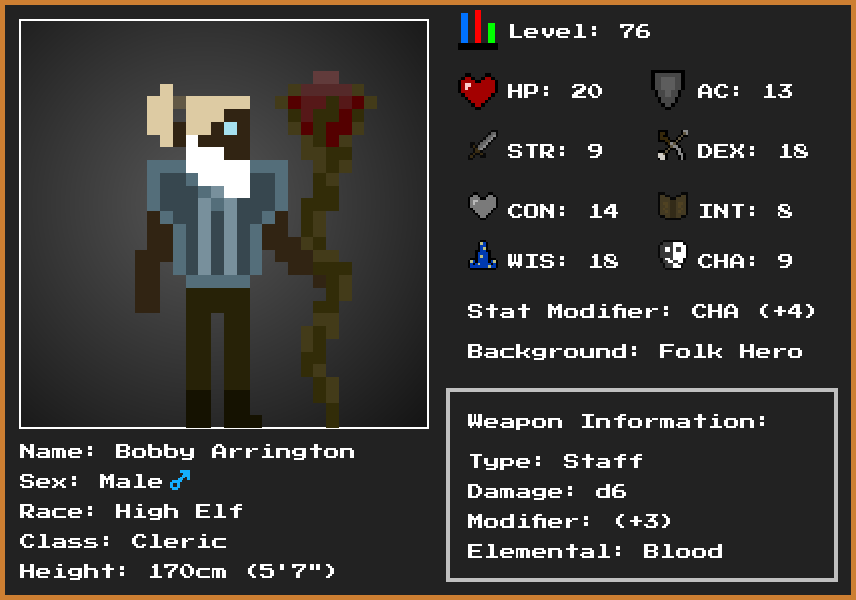 Level: 76
HP: 20 AC: 13
STR: 9 DEX: 18
CON: 14 INT: 8
WIS: 18 CHA: 9
Stat Modifier: CHA (+4)
Background: Folk Hero
Weapon Information:
Type: Staff
Damage: d6
Modifier: (+3)
Elemental: Blood
Name: Bobby Arrington
Sex: Male♂
Race: High Elf
Class: Cleric
Height: 170cm (5'7")